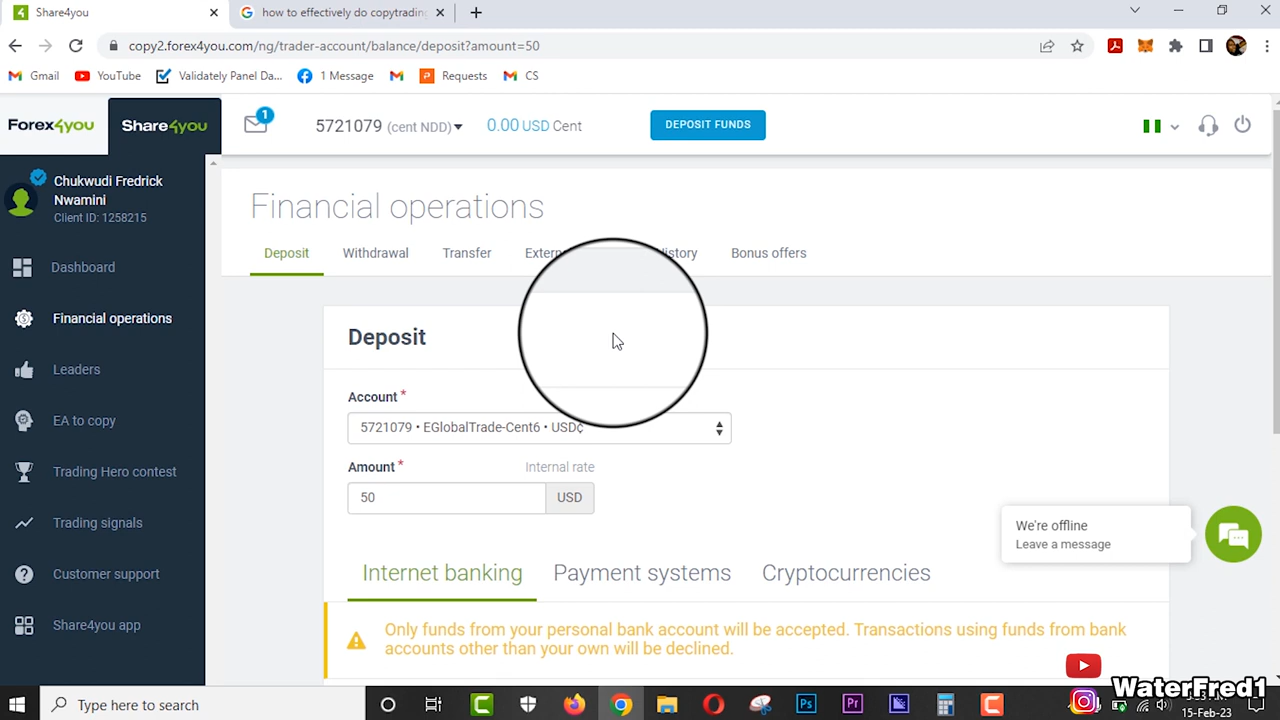 Share4you
how to effectively do copytrading
copy2.forex4you.com/ng/trader-account/balance/deposit?amount=50
Gmail
YouTube
Validately Panel Da...
1 Message
Requests
CS
Forex4you
Share4you
1
5721079 (cent NDD)
0.00 USD Cent
DEPOSIT FUNDS
Chukwudi Fredrick
Nwamini
Client ID: 1258215
Dashboard
Financial operations
Leaders
EA to copy
Trading Hero contest
Trading signals
Customer support
Share4you app
Financial operations
Deposit
Withdrawal
Transfer
Bonus offers
Deposit
Account *
5721079 • EGlobalTrade-Cent6 • USD¢
Amount *
Internal rate
50
USD
Internet banking
Payment systems
Cryptocurrencies
Only funds from your personal bank account will be accepted. Transactions using funds from bank
accounts other than your own will be declined.
We're offline
Leave a message
WaterFred1
Type here to search
15-Feb-23